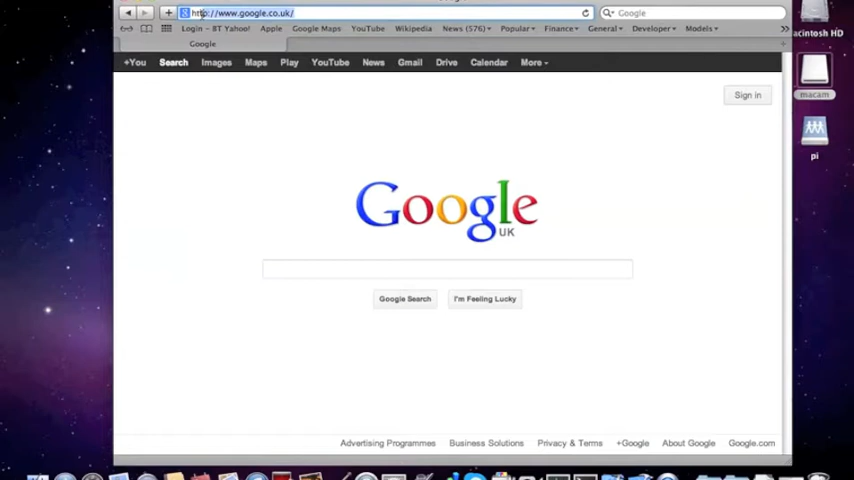 http://www.google.co.uk/
Google
Login - BT Yahoo! Apple Google Maps YouTube Wikipedia News (576) Popular Finance General Developer Models »
Google
+You Search Images Maps Play YouTube News Gmail Drive Calendar More
Sign in
Google
UK
Google Search I'm Feeling Lucky
Advertising Programmes Business Solutions Privacy & Terms +Google About Google Google.com
acintosh HD
macam
pi